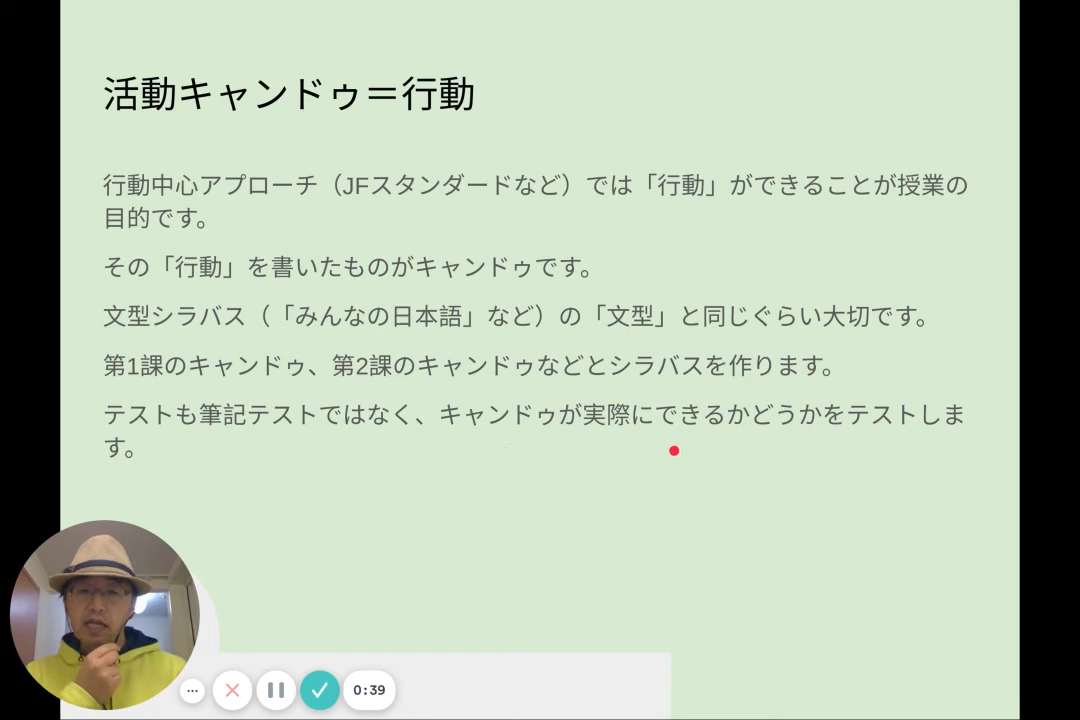 活動キャンドゥ＝行動
行動中心アプローチ（JFスタンダードなど）では「行動」ができることが授業の
目的です。
その「行動」を書いたものがキャンドゥです。
文型シラバス（「みんなの日本語」など）の「文型」と同じぐらい大切です。
第1課のキャンドゥ、第2課のキャンドゥなどとシラバスを作ります。
テストも筆記テストではなく、キャンドゥが実際にできるかどうかをテストしま
す。
0:39